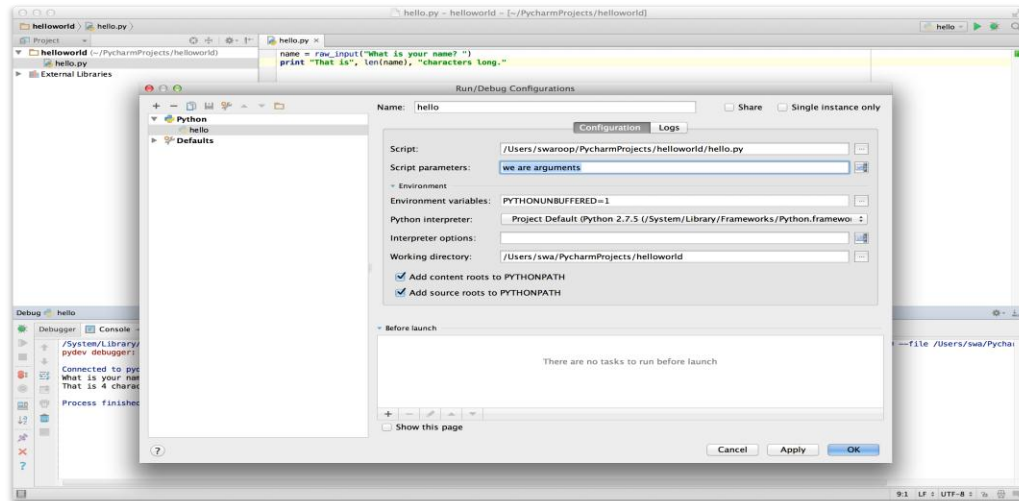 hello.py - helloworld - [~/PycharmProjects/helloworld]
helloworld hello.py
hello
Project
hello.py
helloworld (~/PycharmProjects/helloworld)
hello.py
External Libraries
name = raw_input("What is your name? ")
print "That is", len(name), "characters long."
Run/Debug Configurations
Python
hello
Defaults
Name: hello
Share
Single instance only
Configuration Logs
Script: /Users/swaroop/PycharmProjects/helloworld/hello.py
Script parameters: we are arguments
Environment
Environment variables: PYTHONUNBUFFERED=1
Python interpreter: Project Default (Python 2.7.5 (/System/Library/Frameworks/Python.framewo
Interpreter options:
Working directory: /Users/swa/PycharmProjects/helloworld
Add content roots to PYTHONPATH
Add source roots to PYTHONPATH
Before launch
There are no tasks to run before launch
Show this page
? Cancel Apply OK
Debug hello
Debugger Console
/System/Library/ --file /Users/swa/Pychar
pydev debugger:
Connected to pyd
What is your nam
That is 4 charac
Process finished
9:1 LF UTF-8